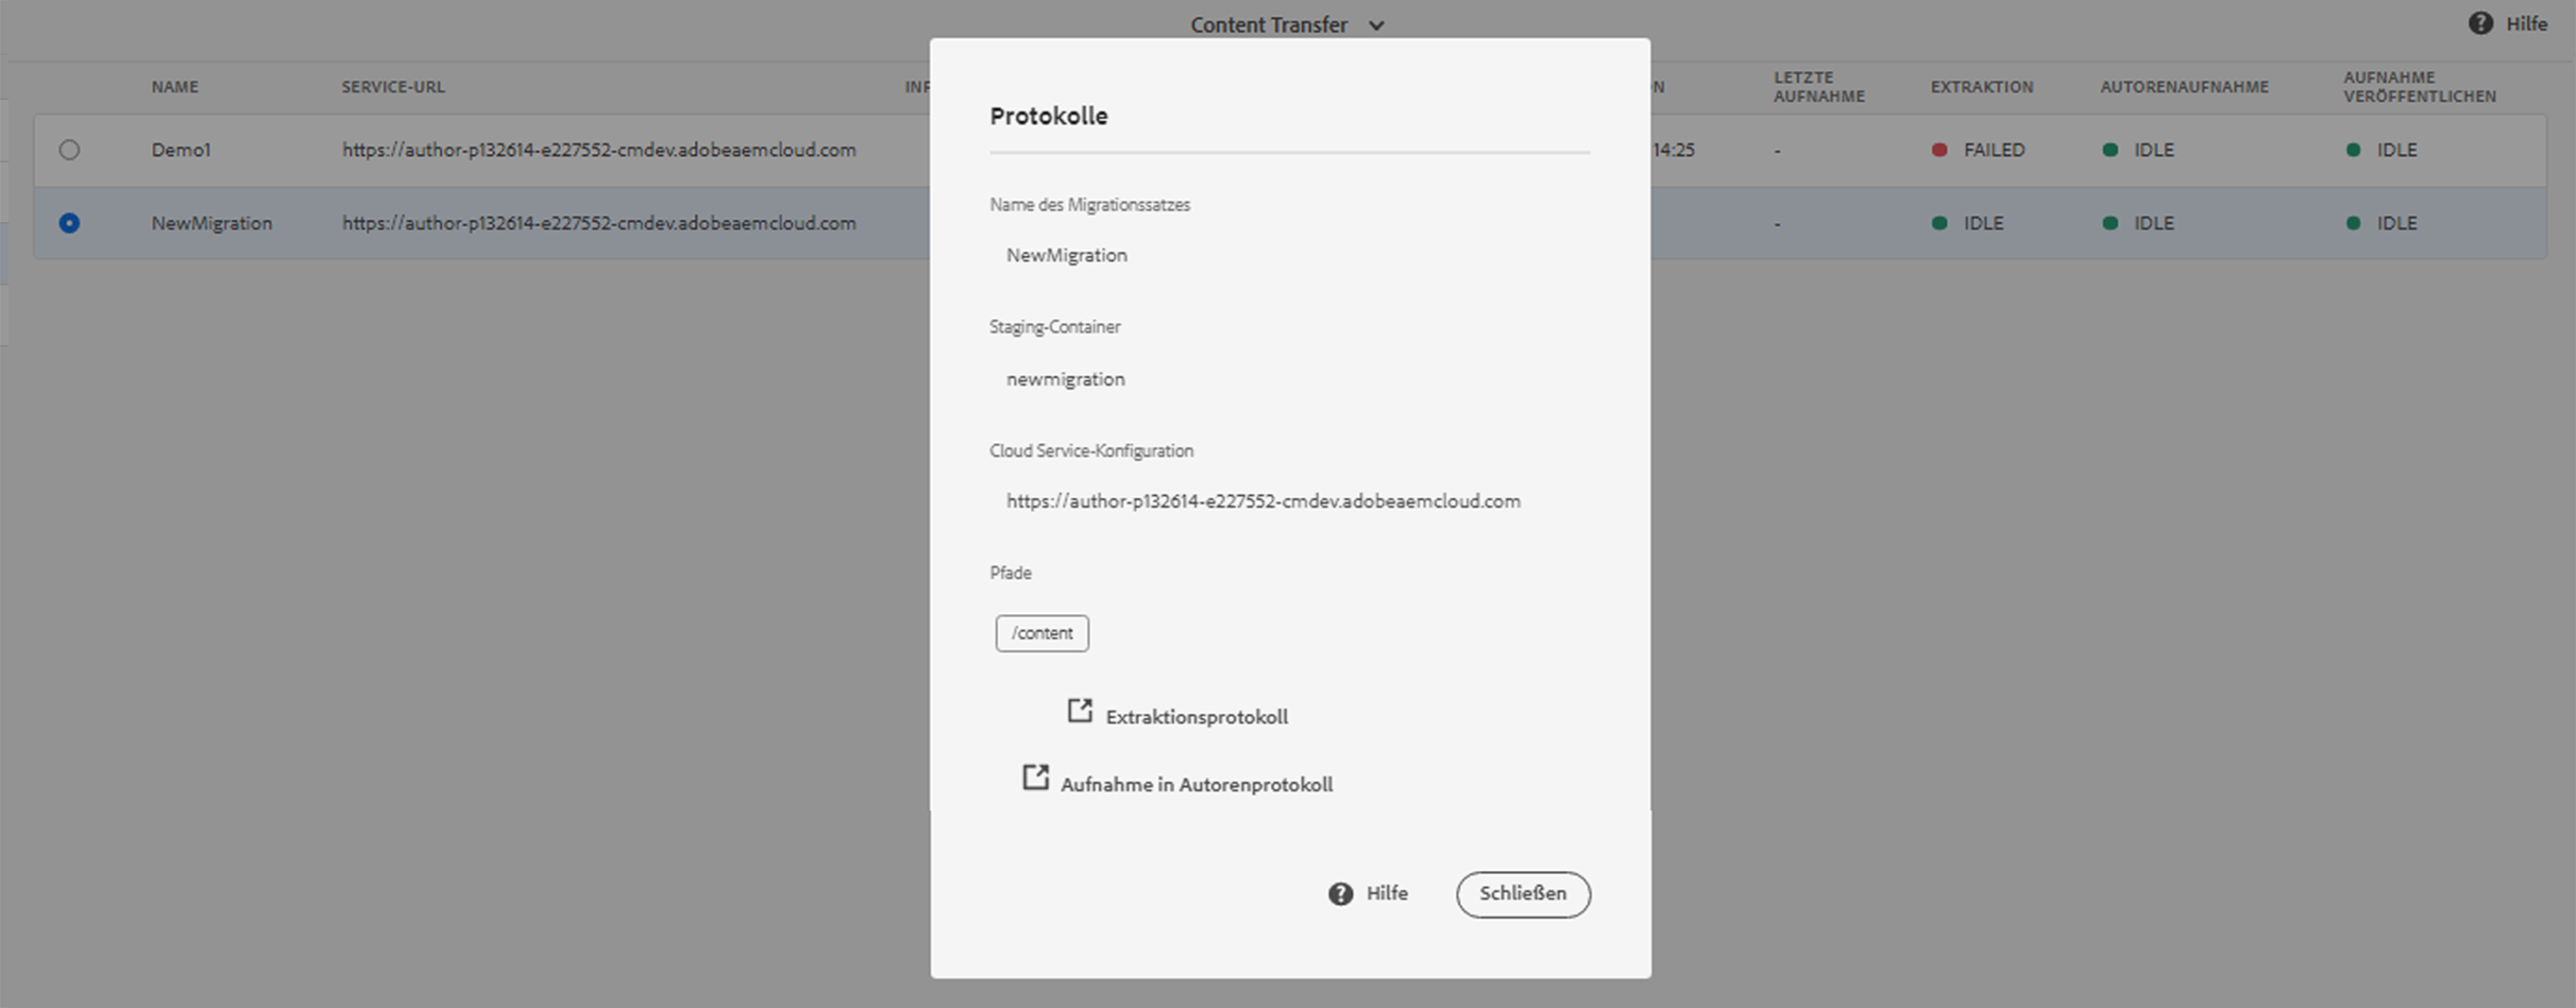 Content Transfer
Hilfe
NAME SERVICE-URL LETZTE AUFNAHME EXTRAKTION AUTORENAUFNAHME AUFNAHME VERÖFFENTLICHEN
Demo1 https://author-p132614-e227552-cmdev.adobeaemcloud.com 14:25 - FAILED IDLE IDLE
NewMigration https://author-p132614-e227552-cmdev.adobeaemcloud.com - IDLE IDLE IDLE
Protokolle
Name des Migrationssatzes
NewMigration
Staging-Container
newmigration
Cloud Service-Konfiguration
https://author-p132614-e227552-cmdev.adobeaemcloud.com
Pfade
/content
Extraktionsprotokoll
Aufnahme in Autorenprotokoll
Hilfe
Schließen